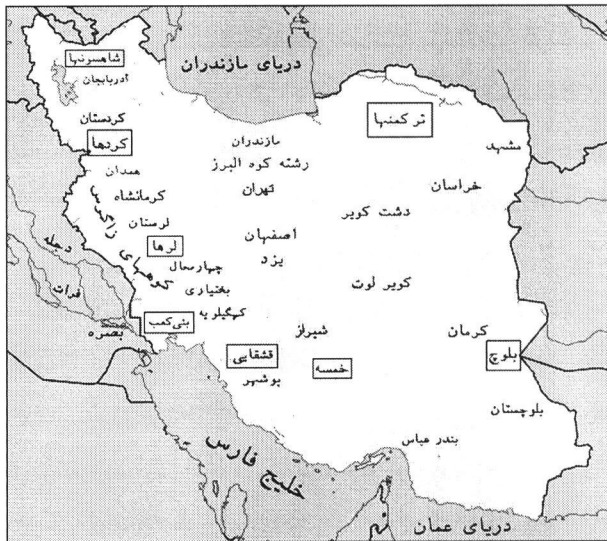 شاهسونها
آذربایجان
دریای مازندران
ترکمنها
کردستان
کردها
مازندران
مشهد
رشته کوه البرز
همدان
تهران
خراسان
کرمانشاه
دشت کویر
لرستان
کوههای زاگرس
اصفهان
لرها
دجله
یزد
چهارمحال
بختیاری
کویر لوت
فرات
کهگیلویه
بنی کعب
بصره
شیراز
کرمان
قشقایی
خمسه
بلوچ
بوشهر
بلوچستان
بندر عباس
خلیج فارس
دریای عمان